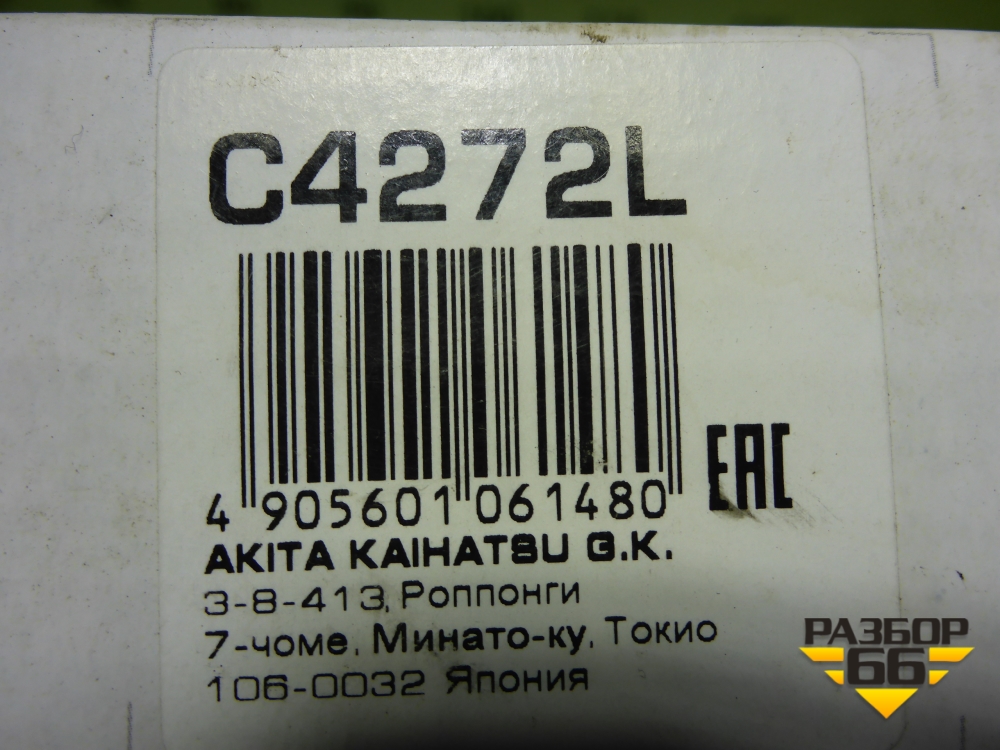 C4272L
4 905601 061480
EAC
AKITA KAIHATSU G.K.
3-8-413, Роппонги
7-чоме, Минато-ку, Токио
106-0032 Япония
РАЗБОР
66